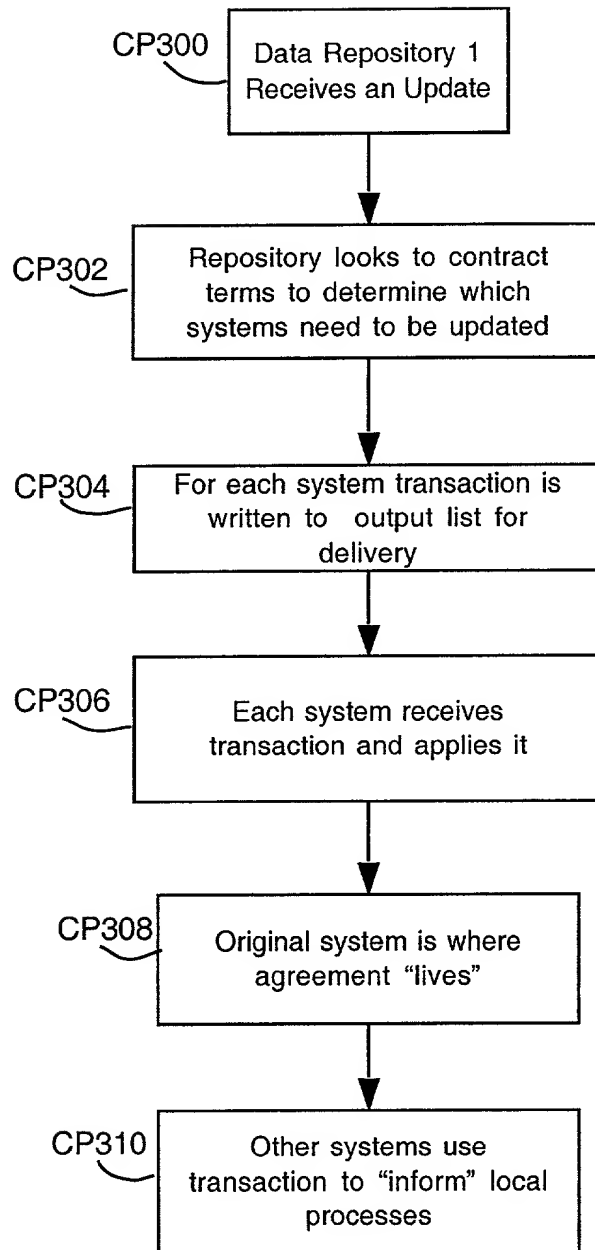 CP300
Data Repository 1
Receives an Update
CP302
Repository looks to contract
terms to determine which
systems need to be updated
CP304
For each system transaction is
written to output list for
delivery
CP306
Each system receives
transaction and applies it
CP308
Original system is where
agreement “lives”
CP310
Other systems use
transaction to “inform” local
processes